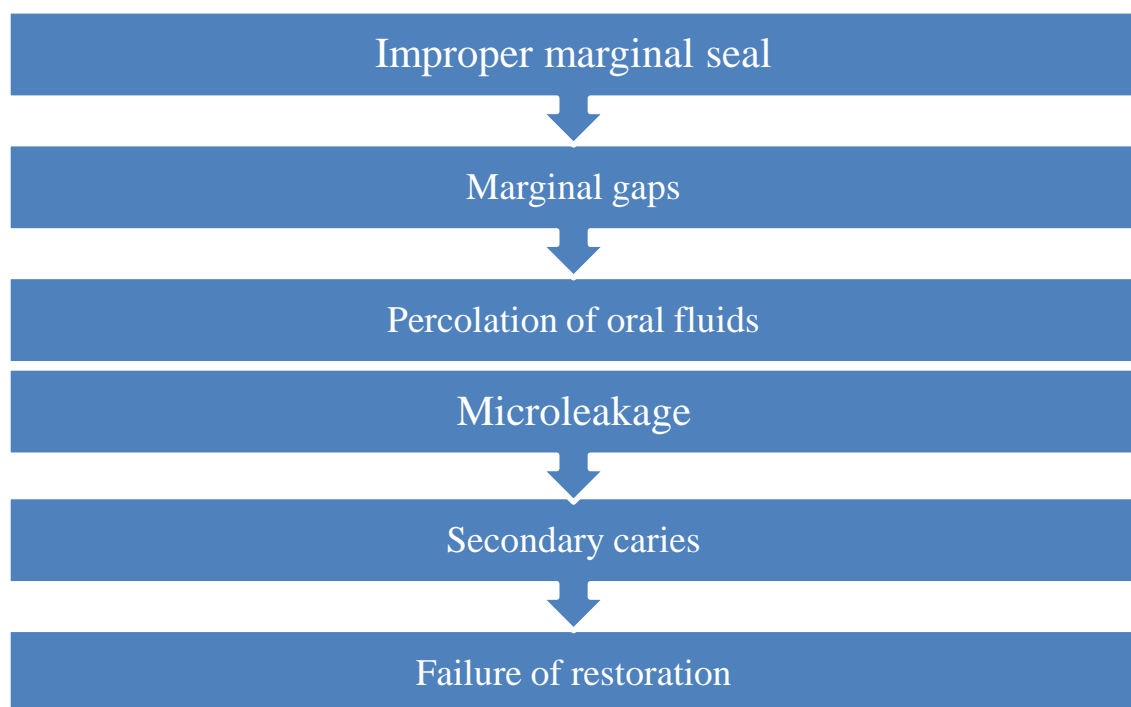 Improper marginal seal
Marginal gaps
Percolation of oral fluids
Microleakage
Secondary caries
Failure of restoration